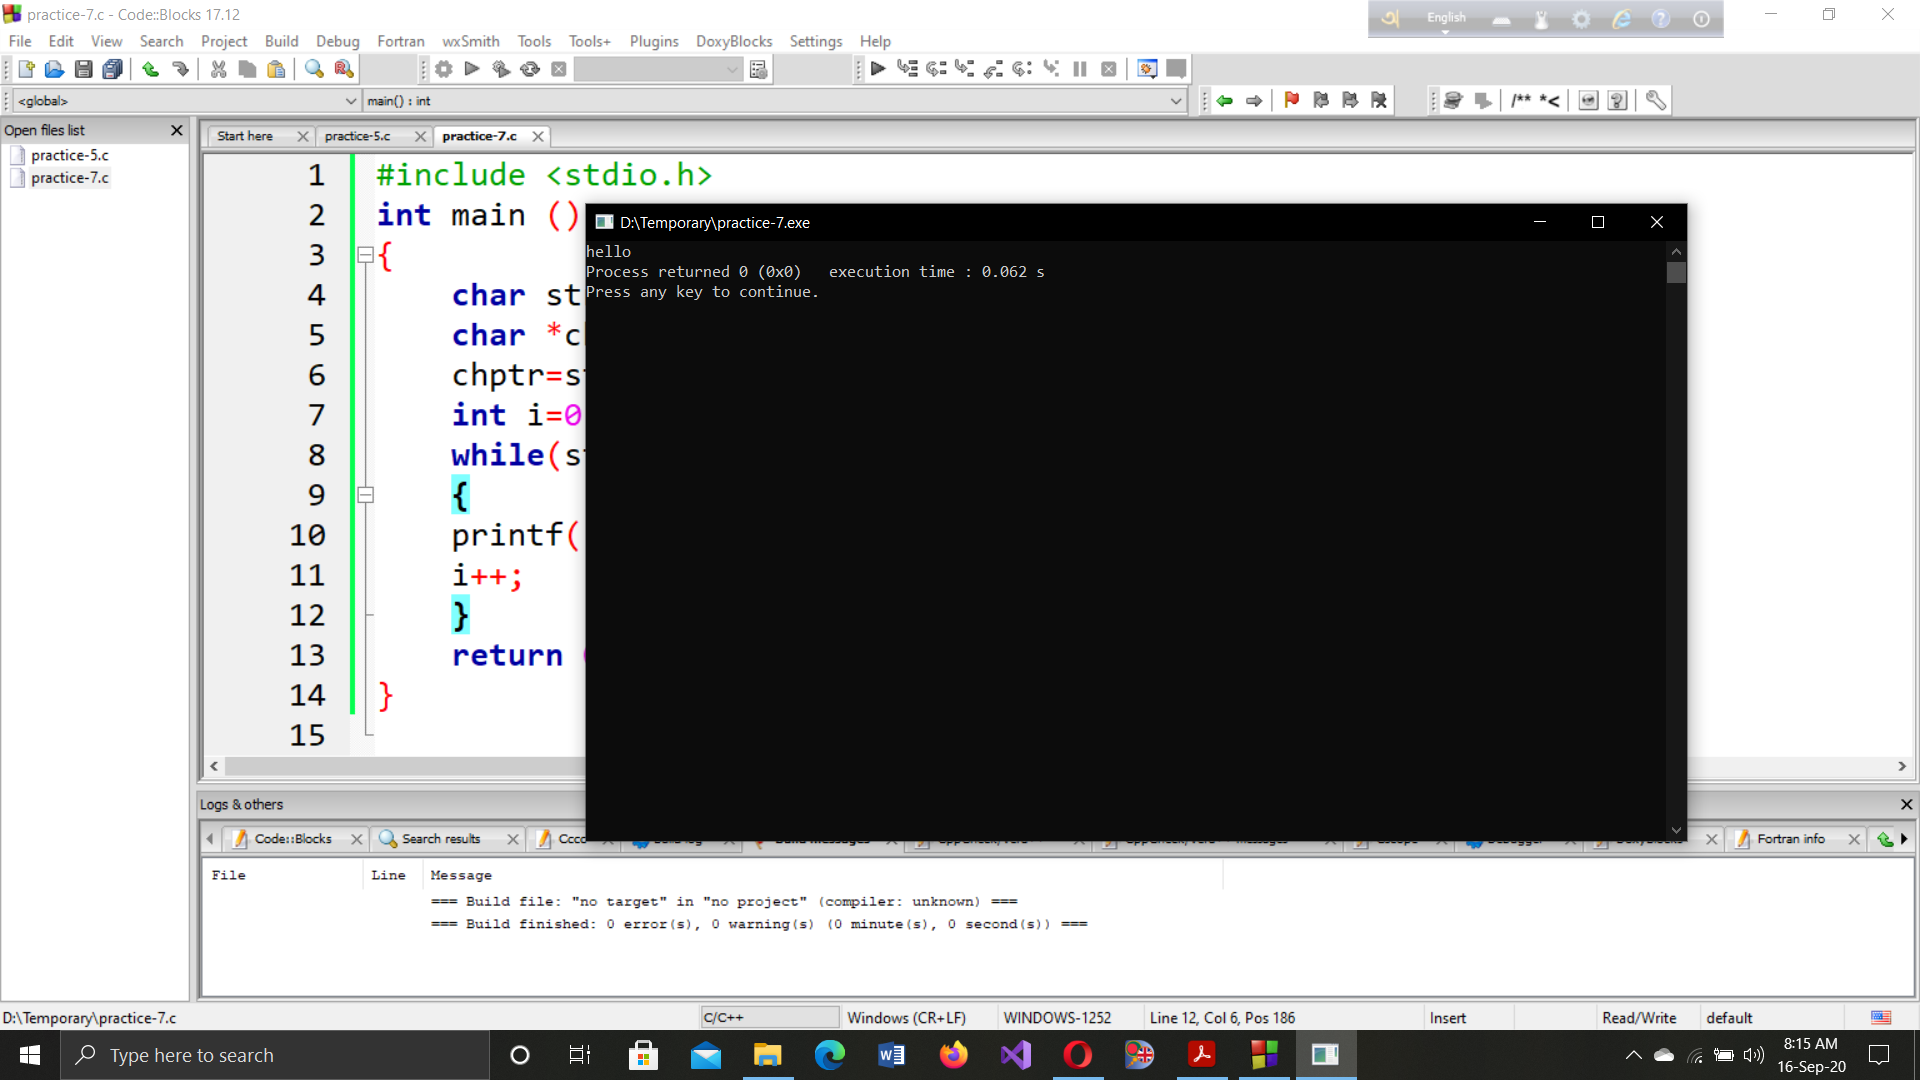 practice-7.c - Code::Blocks 17.12
English
File Edit View Search Project Build Debug Fortran wxSmith Tools Tools+ Plugins DoxyBlocks Settings Help
<global>
main() : int
/** *<
Open files list
practice-5.c
practice-7.c
Start here
practice-5.c
practice-7.c
1 #include <stdio.h>
2 int main ()
3 {
4 char st
5 char *c
6 chptr=s
7 int i=0
8 while(s
9 {
10 printf(
11 i++;
12 }
13 return
14 }
15
D:\Temporary\practice-7.exe
hello
Process returned 0 (0x0)   execution time : 0.062 s
Press any key to continue.
Logs & others
Code::Blocks
Search results
Cccc
Fortran info
File Line Message
=== Build file: "no target" in "no project" (compiler: unknown) ===
=== Build finished: 0 error(s), 0 warning(s) (0 minute(s), 0 second(s)) ===
D:\Temporary\practice-7.c
C/C++
Windows (CR+LF)
WINDOWS-1252
Line 12, Col 6, Pos 186
Insert
Read/Write
default
Type here to search
8:15 AM
16-Sep-20